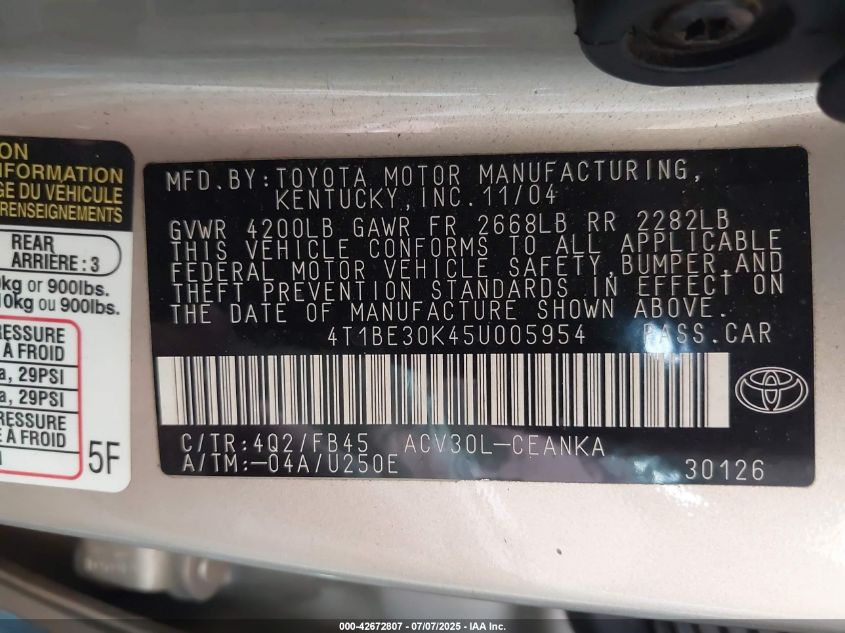 ON
INFORMATION
GE DU VÉHICULE
RENSEIGNEMENTS
REAR
ARRIÈRE : 3
kg or 900lbs.
10kg ou 900lbs.
PRESSURE
À FROID
a, 29PSI
a, 29PSI
PRESSURE
À FROID
5F
MFD.BY:TOYOTA MOTOR MANUFACTURING,
KENTUCKY,INC.11/04
GVWR 4200LB GAWR FR 2668LB RR 2282LB
THIS VEHICLE CONFORMS TO ALL APPLICABLE
FEDERAL MOTOR VEHICLE SAFETY,BUMPER,AND
THEFT PREVENTION STANDARDS IN EFFECT ON
THE DATE OF MANUFACTURE SHOWN ABOVE.
4T1BE30K45U005954 PASS.CAR
C/TR:4Q2/FB45 ACV30L-CEANKA
A/TM:-04A/U250E 30126
000-42672807 - 07/07/2025 - IAA Inc.